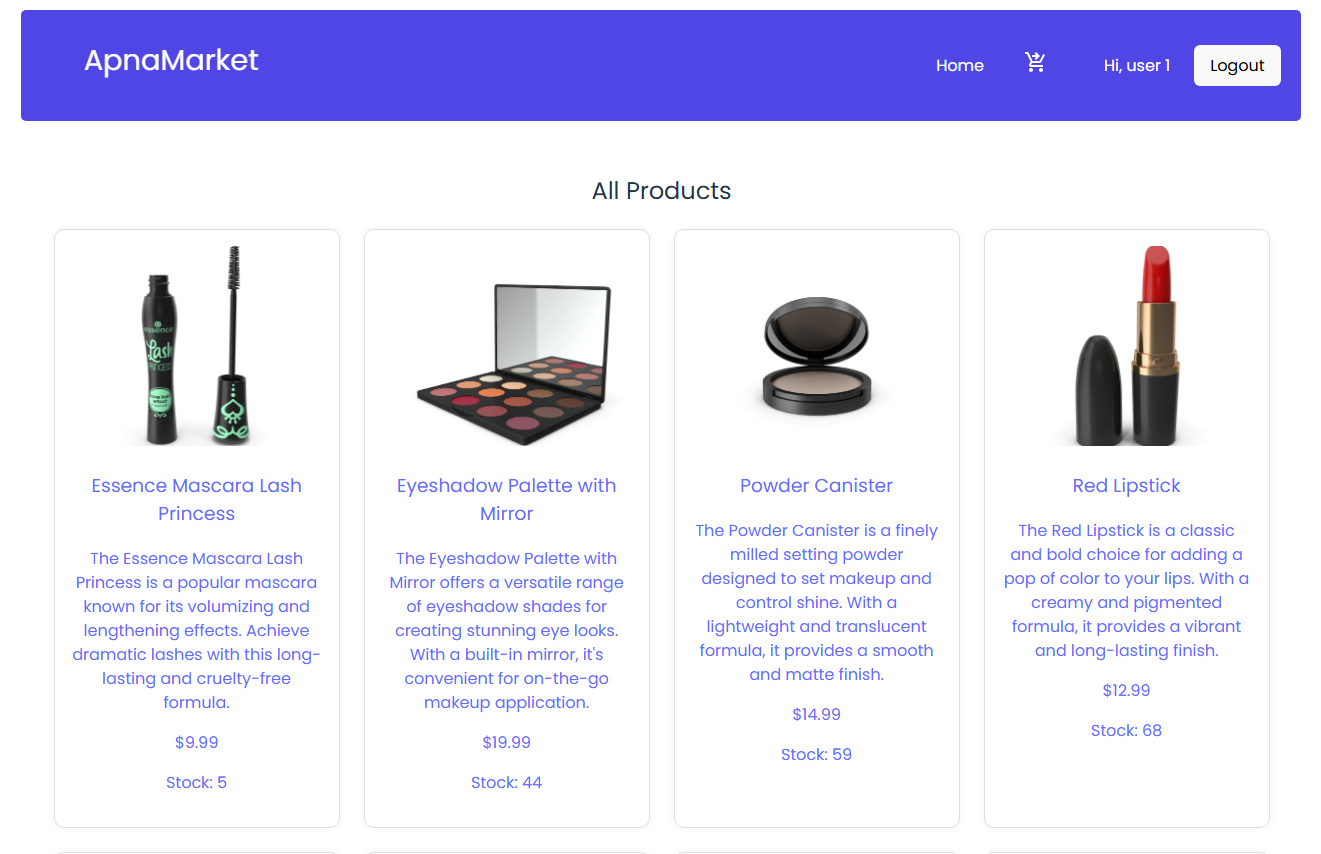 ApnaMarket
Home
Hi, user 1
Logout
All Products
essence
Lash
PRINCESS
Essence Mascara Lash
Princess
The Essence Mascara Lash
Princess is a popular mascara
known for its volumizing and
lengthening effects. Achieve
dramatic lashes with this long-
lasting and cruelty-free
formula.
$9.99
Stock: 5
Eyeshadow Palette with
Mirror
The Eyeshadow Palette with
Mirror offers a versatile range
of eyeshadow shades for
creating stunning eye looks.
With a built-in mirror, it's
convenient for on-the-go
makeup application.
$19.99
Stock: 44
Powder Canister
The Powder Canister is a finely
milled setting powder
designed to set makeup and
control shine. With a
lightweight and translucent
formula, it provides a smooth
and matte finish.
$14.99
Stock: 59
Red Lipstick
The Red Lipstick is a classic
and bold choice for adding a
pop of color to your lips. With a
creamy and pigmented
formula, it provides a vibrant
and long-lasting finish.
$12.99
Stock: 68